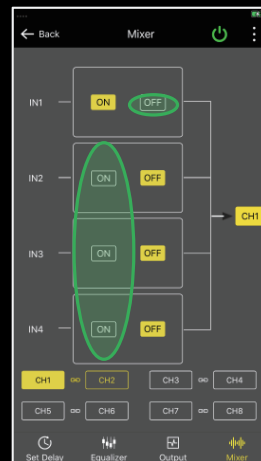 Back Mixer
IN1 ON OFF
IN2 ON OFF
CH1
IN3 ON OFF
IN4 ON OFF
CH1 CH2 CH3 CH4
CH5 CH6 CH7 CH8
Set Delay Equalizer Output Mixer